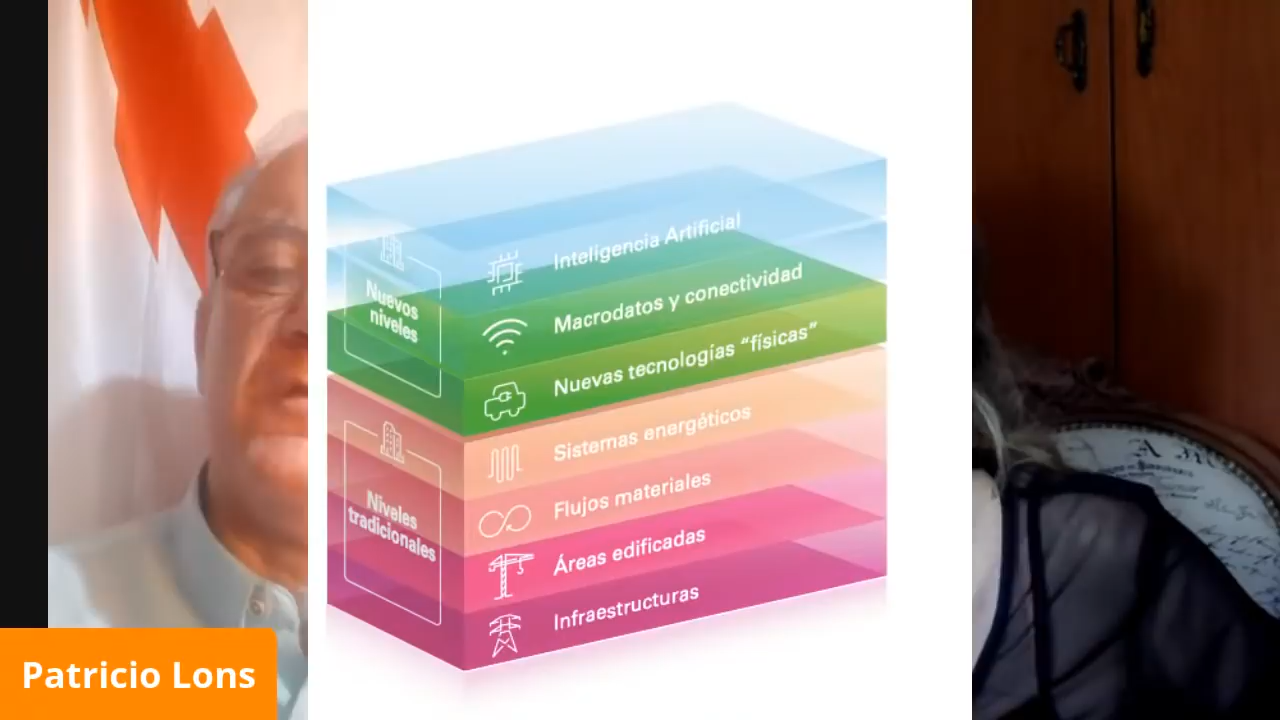 Inteligencia Artificial
Macrodatos y conectividad
Nuevas tecnologías “físicas”
Sistemas energéticos
Flujos materiales
Áreas edificadas
Infraestructuras
Nuevos
niveles
Niveles
tradicionales
Patricio Lons